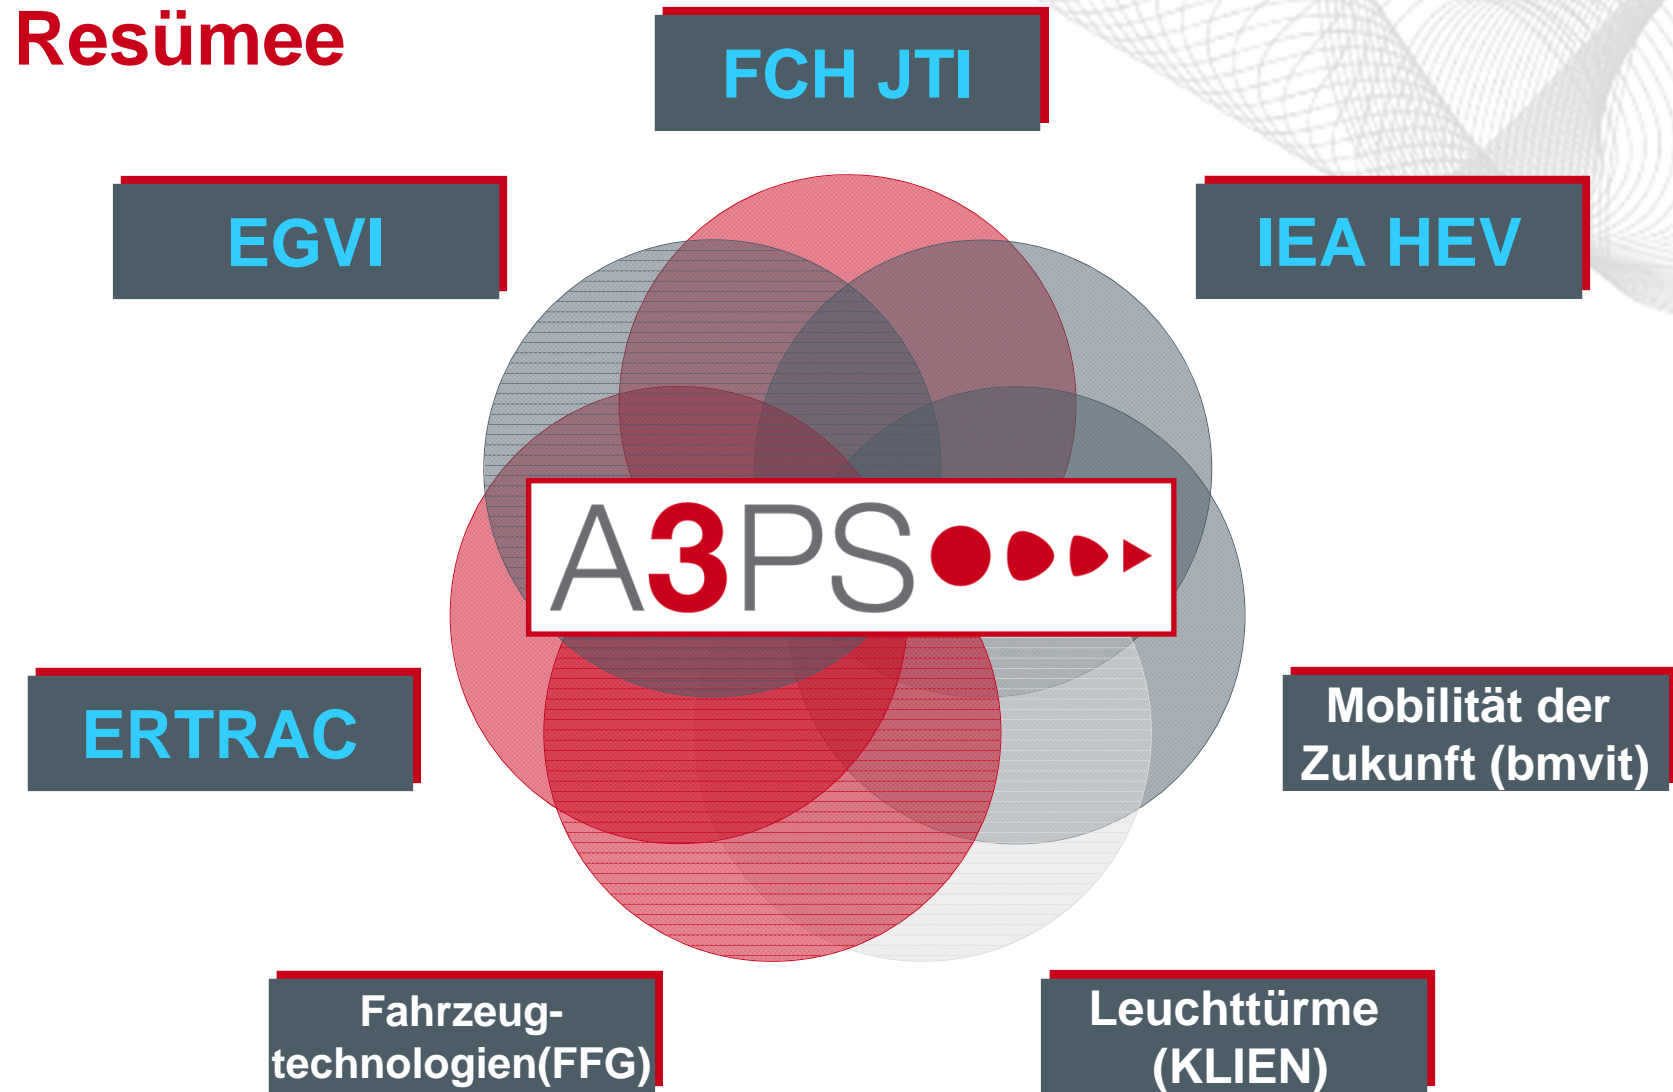 Resümee
FCH JTI
EGVI
IEA HEV
A3PS
ERTRAC
Mobilität der
Zukunft (bmvit)
Fahrzeug-
technologien(FFG)
Leuchttürme
(KLIEN)